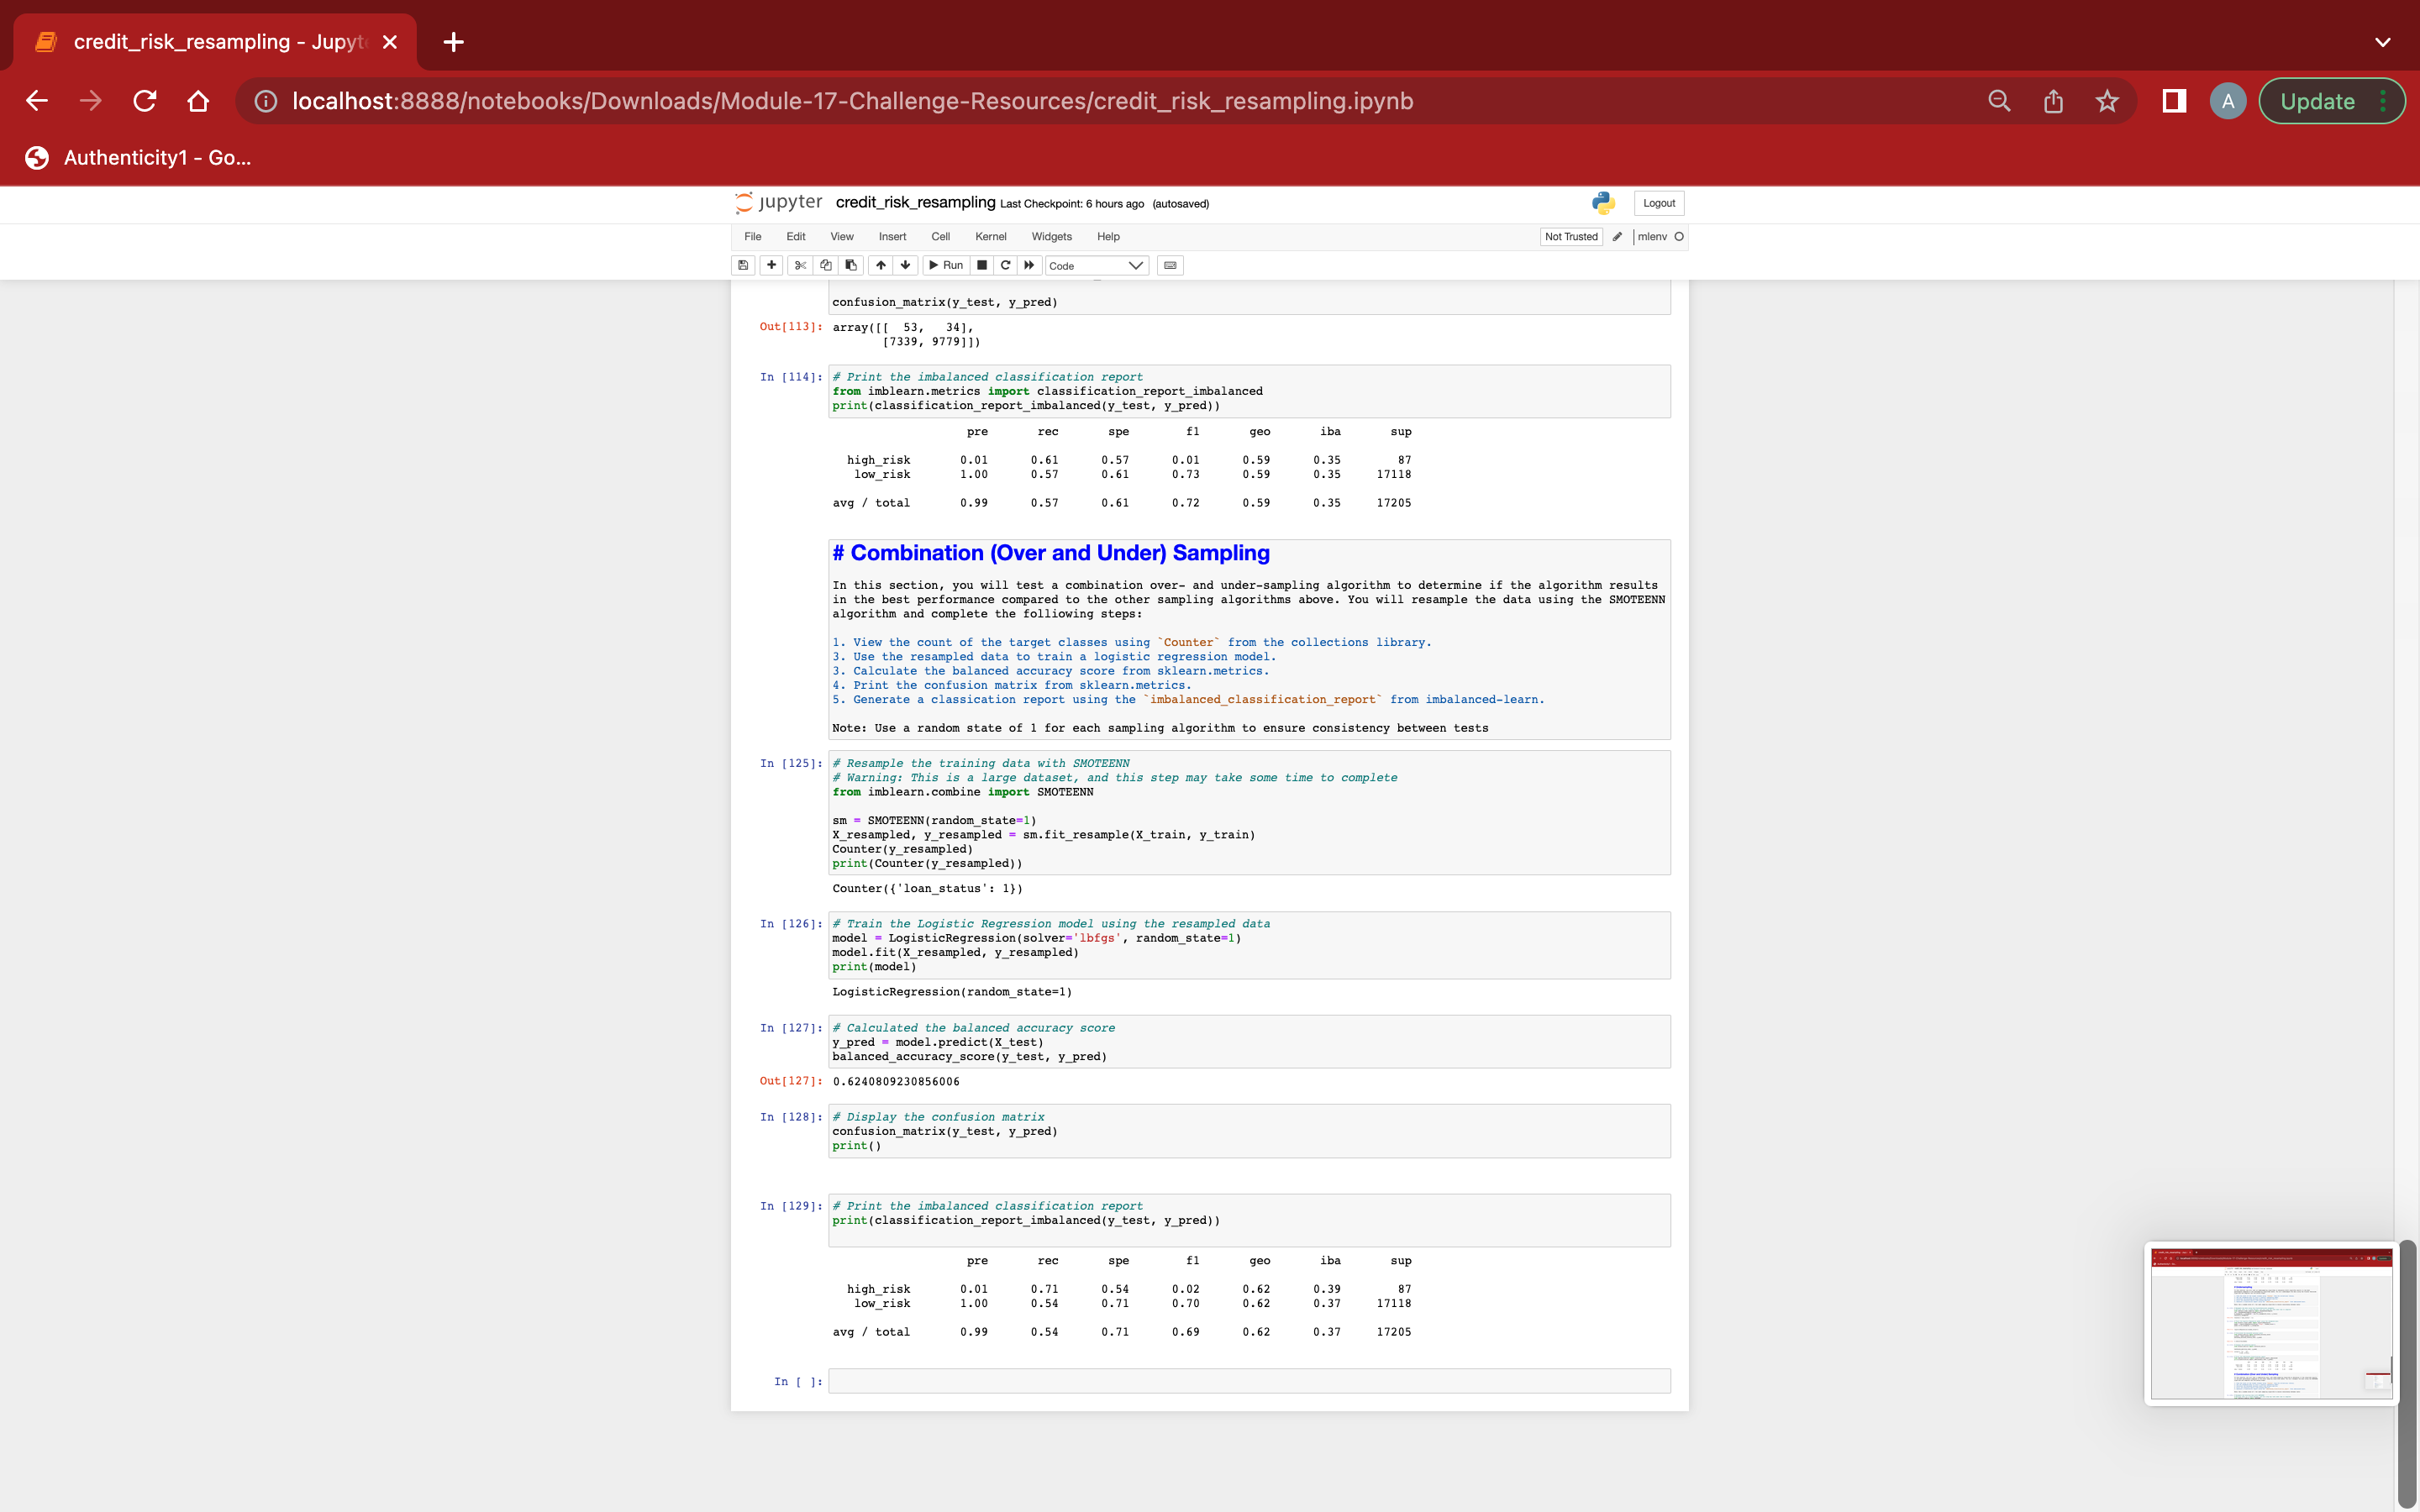 credit_risk_resampling - Jupyt
localhost:8888/notebooks/Downloads/Module-17-Challenge-Resources/credit_risk_resampling.ipynb
A
Update
Authenticity1 - Go...
jupyter credit_risk_resampling Last Checkpoint: 6 hours ago (autosaved)
Logout
File Edit View Insert Cell Kernel Widgets Help
Not Trusted
mlenv
Run
Code
confusion_matrix(y_test, y_pred)
Out[113]: array([[  53,   34],
       [7339, 9779]])
In [114]: # Print the imbalanced classification report
from imblearn.metrics import classification_report_imbalanced
print(classification_report_imbalanced(y_test, y_pred))
pre rec spe f1 geo iba sup
high_risk 0.01 0.61 0.57 0.01 0.59 0.35 87
low_risk 1.00 0.57 0.61 0.73 0.59 0.35 17118
avg / total 0.99 0.57 0.61 0.72 0.59 0.35 17205
# Combination (Over and Under) Sampling
In this section, you will test a combination over- and under-sampling algorithm to determine if the algorithm results
in the best performance compared to the other sampling algorithms above. You will resample the data using the SMOTEENN
algorithm and complete the following steps:
1. View the count of the target classes using `Counter` from the collections library.
3. Use the resampled data to train a logistic regression model.
3. Calculate the balanced accuracy score from sklearn.metrics.
4. Print the confusion matrix from sklearn.metrics.
5. Generate a classication report using the `imbalanced_classification_report` from imbalanced-learn.
Note: Use a random state of 1 for each sampling algorithm to ensure consistency between tests
In [125]: # Resample the training data with SMOTEENN
# Warning: This is a large dataset, and this step may take some time to complete
from imblearn.combine import SMOTEENN
sm = SMOTEENN(random_state=1)
X_resampled, y_resampled = sm.fit_resample(X_train, y_train)
Counter(y_resampled)
print(Counter(y_resampled))
Counter({'loan_status': 1})
In [126]: # Train the Logistic Regression model using the resampled data
model = LogisticRegression(solver='lbfgs', random_state=1)
model.fit(X_resampled, y_resampled)
print(model)
LogisticRegression(random_state=1)
In [127]: # Calculated the balanced accuracy score
y_pred = model.predict(X_test)
balanced_accuracy_score(y_test, y_pred)
Out[127]: 0.6240809230856006
In [128]: # Display the confusion matrix
confusion_matrix(y_test, y_pred)
print()
In [129]: # Print the imbalanced classification report
print(classification_report_imbalanced(y_test, y_pred))
pre rec spe f1 geo iba sup
high_risk 0.01 0.71 0.54 0.02 0.62 0.39 87
low_risk 1.00 0.54 0.71 0.70 0.62 0.37 17118
avg / total 0.99 0.54 0.71 0.69 0.62 0.37 17205
In [ ]: